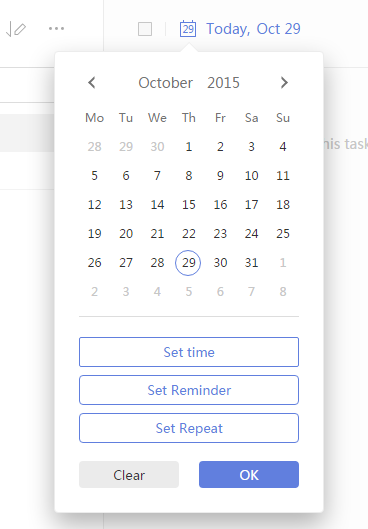 29 Today, Oct 29
October 2015
Mo Tu We Th Fr Sa Su
28 29 30 1 2 3 4
5 6 7 8 9 10 11
12 13 14 15 16 17 18
19 20 21 22 23 24 25
26 27 28 29 30 31 1
2 3 4 5 6 7 8
his task
Set time
Set Reminder
Set Repeat
Clear OK